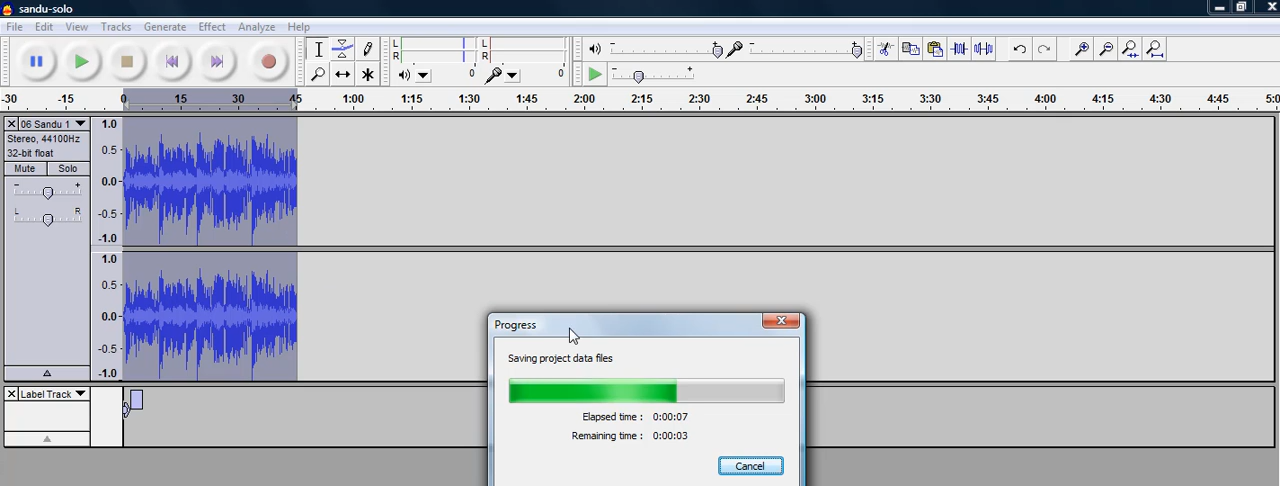 sandu-solo
File Edit View Tracks Generate Effect Analyze Help
L
R
L
R
0
0
-30 -15 0 15 30 45 1:00 1:15 1:30 1:45 2:00 2:15 2:30 2:45 3:00 3:15 3:30 3:45 4:00 4:15 4:30 4:45 5:0
06 Sandu 1
Stereo, 44100Hz
32-bit float
Mute Solo
- +
L R
1.0
0.5
0.0
-0.5
-1.0
1.0
0.5
0.0
-0.5
-1.0
Label Track
Progress
Saving project data files
Elapsed time : 0:00:07
Remaining time : 0:00:03
Cancel